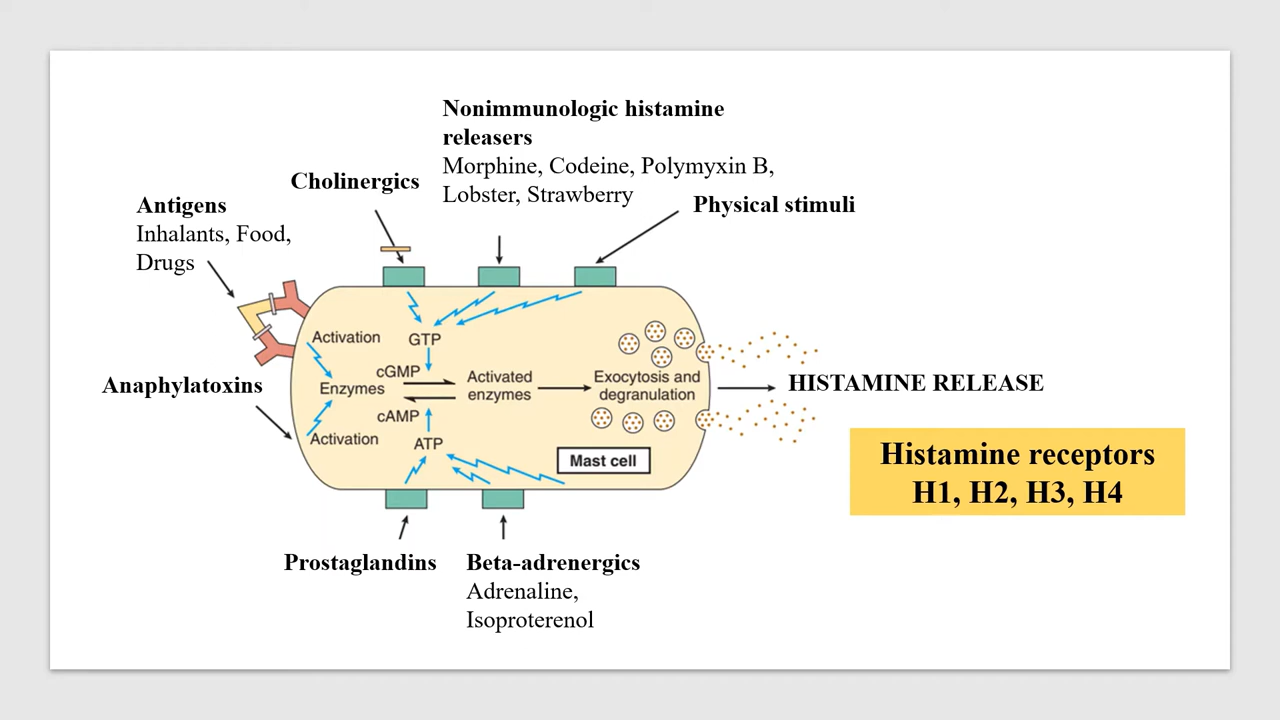 Nonimmunologic histamine
releasers
Morphine, Codeine, Polymyxin B,
Lobster, Strawberry
Cholinergics
Physical stimuli
Antigens
Inhalants, Food,
Drugs
Activation
GTP
cGMP
Enzymes
Activated
enzymes
Exocytosis and
degranulation
HISTAMINE RELEASE
Anaphylatoxins
cAMP
Activation
ATP
Mast cell
Histamine receptors
H1, H2, H3, H4
Prostaglandins
Beta-adrenergics
Adrenaline,
Isoproterenol